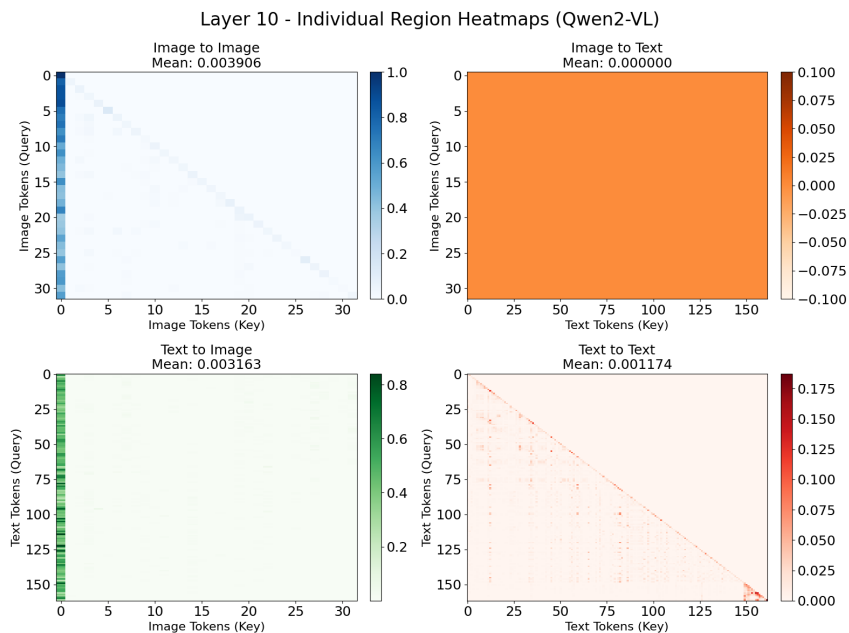 Layer 10 - Individual Region Heatmaps (Qwen2-VL)
Image to Image
Mean: 0.003906
Image Tokens (Query)
0
5
10
15
20
25
30
0 5 10 15 20 25 30
Image Tokens (Key)
1.0
0.8
0.6
0.4
0.2
0.0
Image to Text
Mean: 0.000000
Image Tokens (Query)
0
5
10
15
20
25
30
0 25 50 75 100 125 150
Text Tokens (Key)
0.100
0.075
0.050
0.025
0.000
−0.025
−0.050
−0.075
−0.100
Text to Image
Mean: 0.003163
Text Tokens (Query)
0
25
50
75
100
125
150
0 5 10 15 20 25 30
Image Tokens (Key)
0.8
0.6
0.4
0.2
Text to Text
Mean: 0.001174
Text Tokens (Query)
0
25
50
75
100
125
150
0 25 50 75 100 125 150
Text Tokens (Key)
0.175
0.150
0.125
0.100
0.075
0.050
0.025
0.000